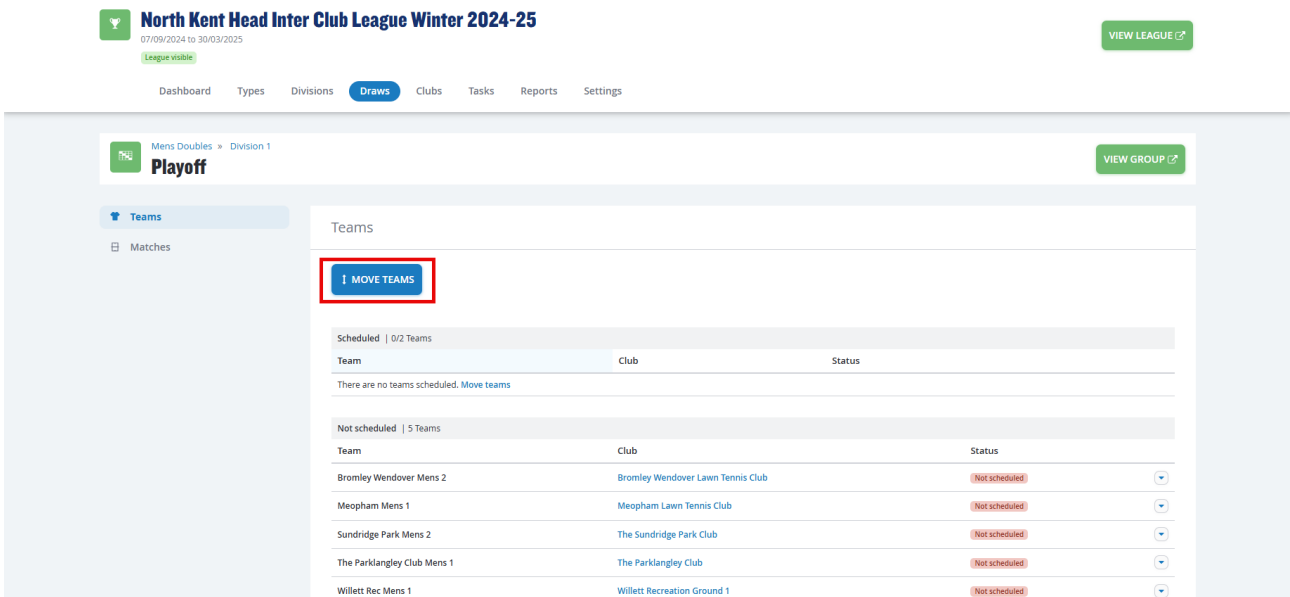 North Kent Head Inter Club League Winter 2024-25
07/09/2024 to 30/03/2025
League visible
VIEW LEAGUE
Dashboard Types Divisions Draws Clubs Tasks Reports Settings
Mens Doubles » Division 1
Playoff
VIEW GROUP
Teams
Matches
Teams
MOVE TEAMS
Scheduled | 0/2 Teams
Team Club Status
There are no teams scheduled. Move teams
Not scheduled | 5 Teams
Team Club Status
Bromley Wendover Mens 2 Bromley Wendover Lawn Tennis Club Not scheduled
Meopham Mens 1 Meopham Lawn Tennis Club Not scheduled
Sundridge Park Mens 2 The Sundridge Park Club Not scheduled
The Parklangley Club Mens 1 The Parklangley Club Not scheduled
Willett Rec Mens 1 Willett Recreation Ground 1 Not scheduled